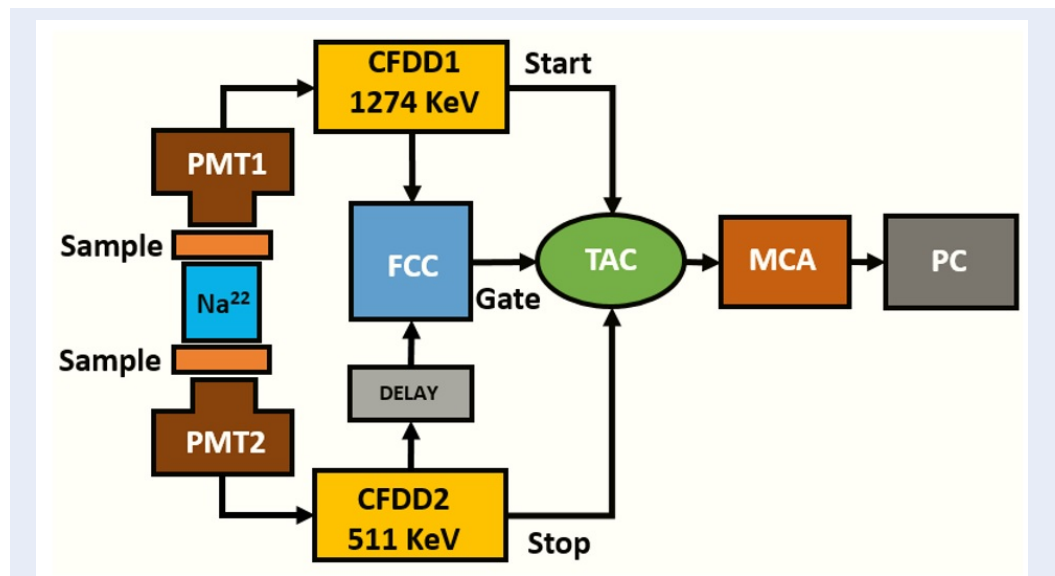 CFDD1
1274 KeV
Start
PMT1
Sample
Na²²
FCC
Gate
TAC
MCA
PC
Sample
DELAY
PMT2
CFDD2
511 KeV
Stop